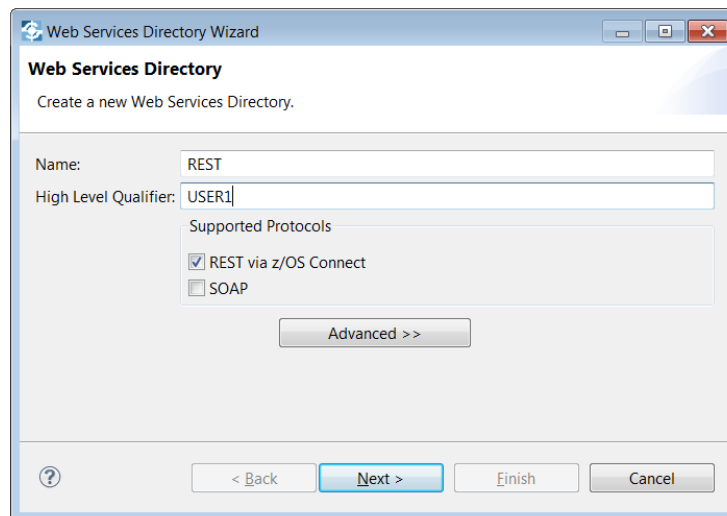 Web Services Directory Wizard
Web Services Directory
Create a new Web Services Directory.
Name: REST
High Level Qualifier: USER1
Supported Protocols
REST via z/OS Connect
SOAP
Advanced >>
? < Back Next > Finish Cancel